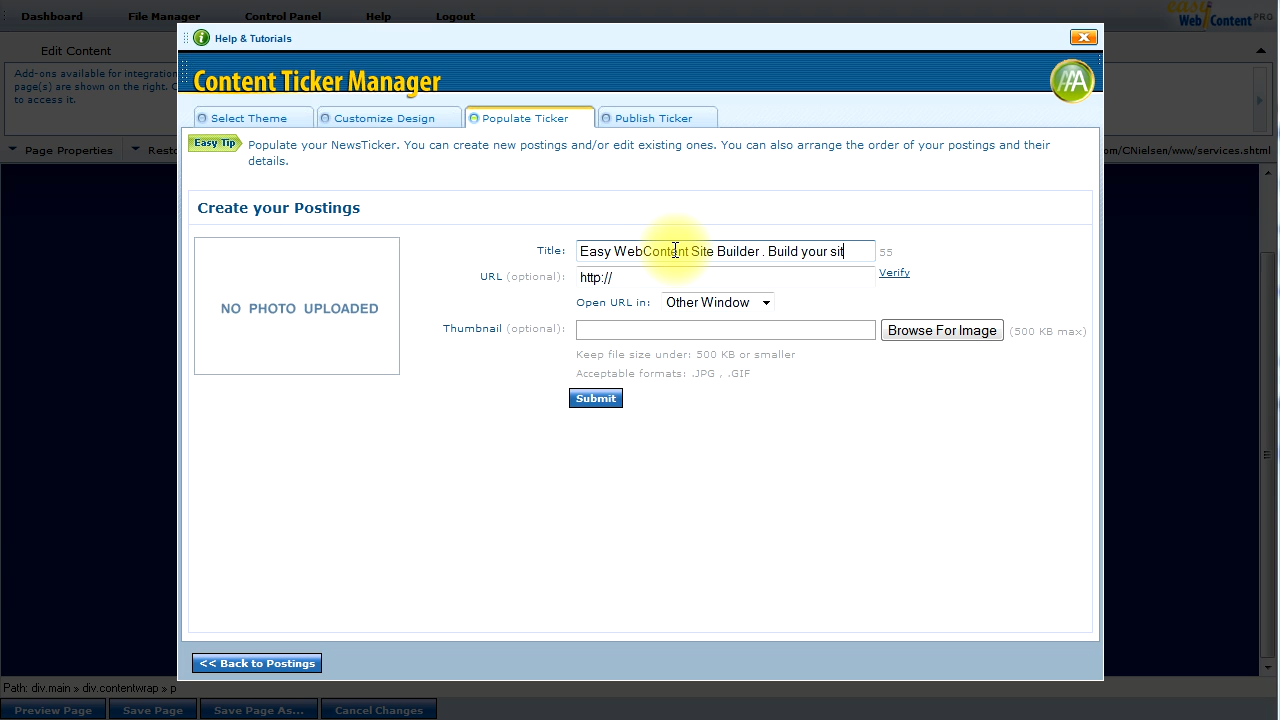 Dashboard File Manager Control Panel Help Logout
easy WebContent PRO
Edit Content
Help & Tutorials
Add-ons available for integration
page(s) are shown on the right. C
to access it.
Content Ticker Manager
Select Theme Customize Design Populate Ticker Publish Ticker
Easy Tip
Populate your NewsTicker. You can create new postings and/or edit existing ones. You can also arrange the order of your postings and their
details.
Page Properties Resto
om/CNielsen/www/services.shtml
Create your Postings
NO PHOTO UPLOADED
Title: Easy WebContent Site Builder . Build your sit 55
URL (optional): http:// Verify
Open URL in: Other Window
Thumbnail (optional): Browse For Image (500 KB max)
Keep file size under: 500 KB or smaller
Acceptable formats: .JPG , .GIF
Submit
<< Back to Postings
Path: div.main » div.contentwrap » p
Preview Page Save Page Save Page As... Cancel Changes